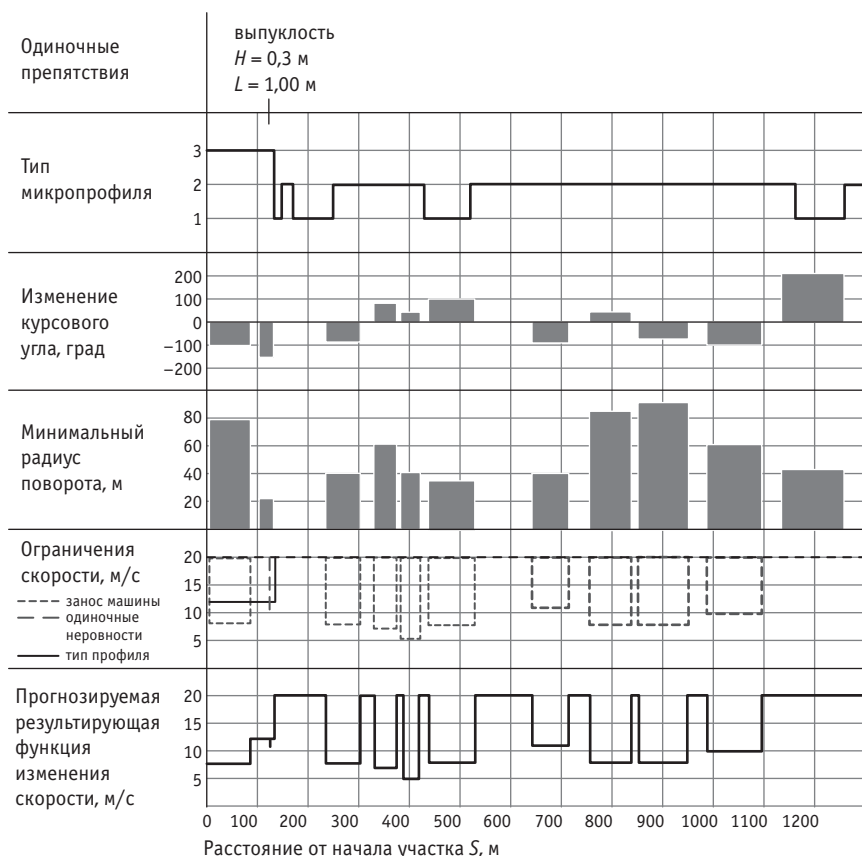 Одиночные
препятствия
выпуклость
H = 0,3 м
L = 1,00 м
Тип
микропрофиля
3
2
1
Изменение
курсового
угла, град
200
100
0
−100
−200
Минимальный
радиус
поворота, м
80
60
40
20
Ограничения
скорости, м/с
занос машины
одиночные
неровности
тип профиля
20
15
10
5
Прогнозируемая
результирующая
функция
изменения
скорости, м/с
20
15
10
5
0 100 200 300 400 500 600 700 800 900 1000 1100 1200
Расстояние от начала участка S, м